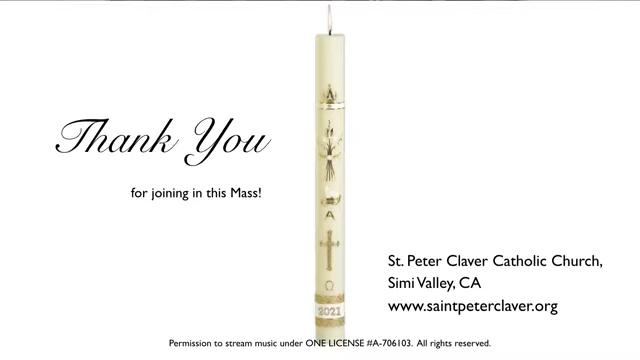 Thank You
for joining in this Mass!
A
Ω
2021
St. Peter Claver Catholic Church,
Simi Valley, CA
www.saintpeterclaver.org
Permission to stream music under ONE LICENSE #A-706103. All rights reserved.